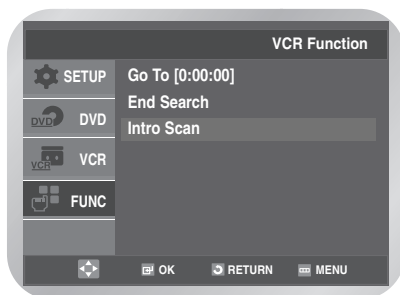 VCR Function
SETUP
DVD
DVD
VCR
VCR
FUNC
Go To [0:00:00]
End Search
Intro Scan
OK RETURN MENU